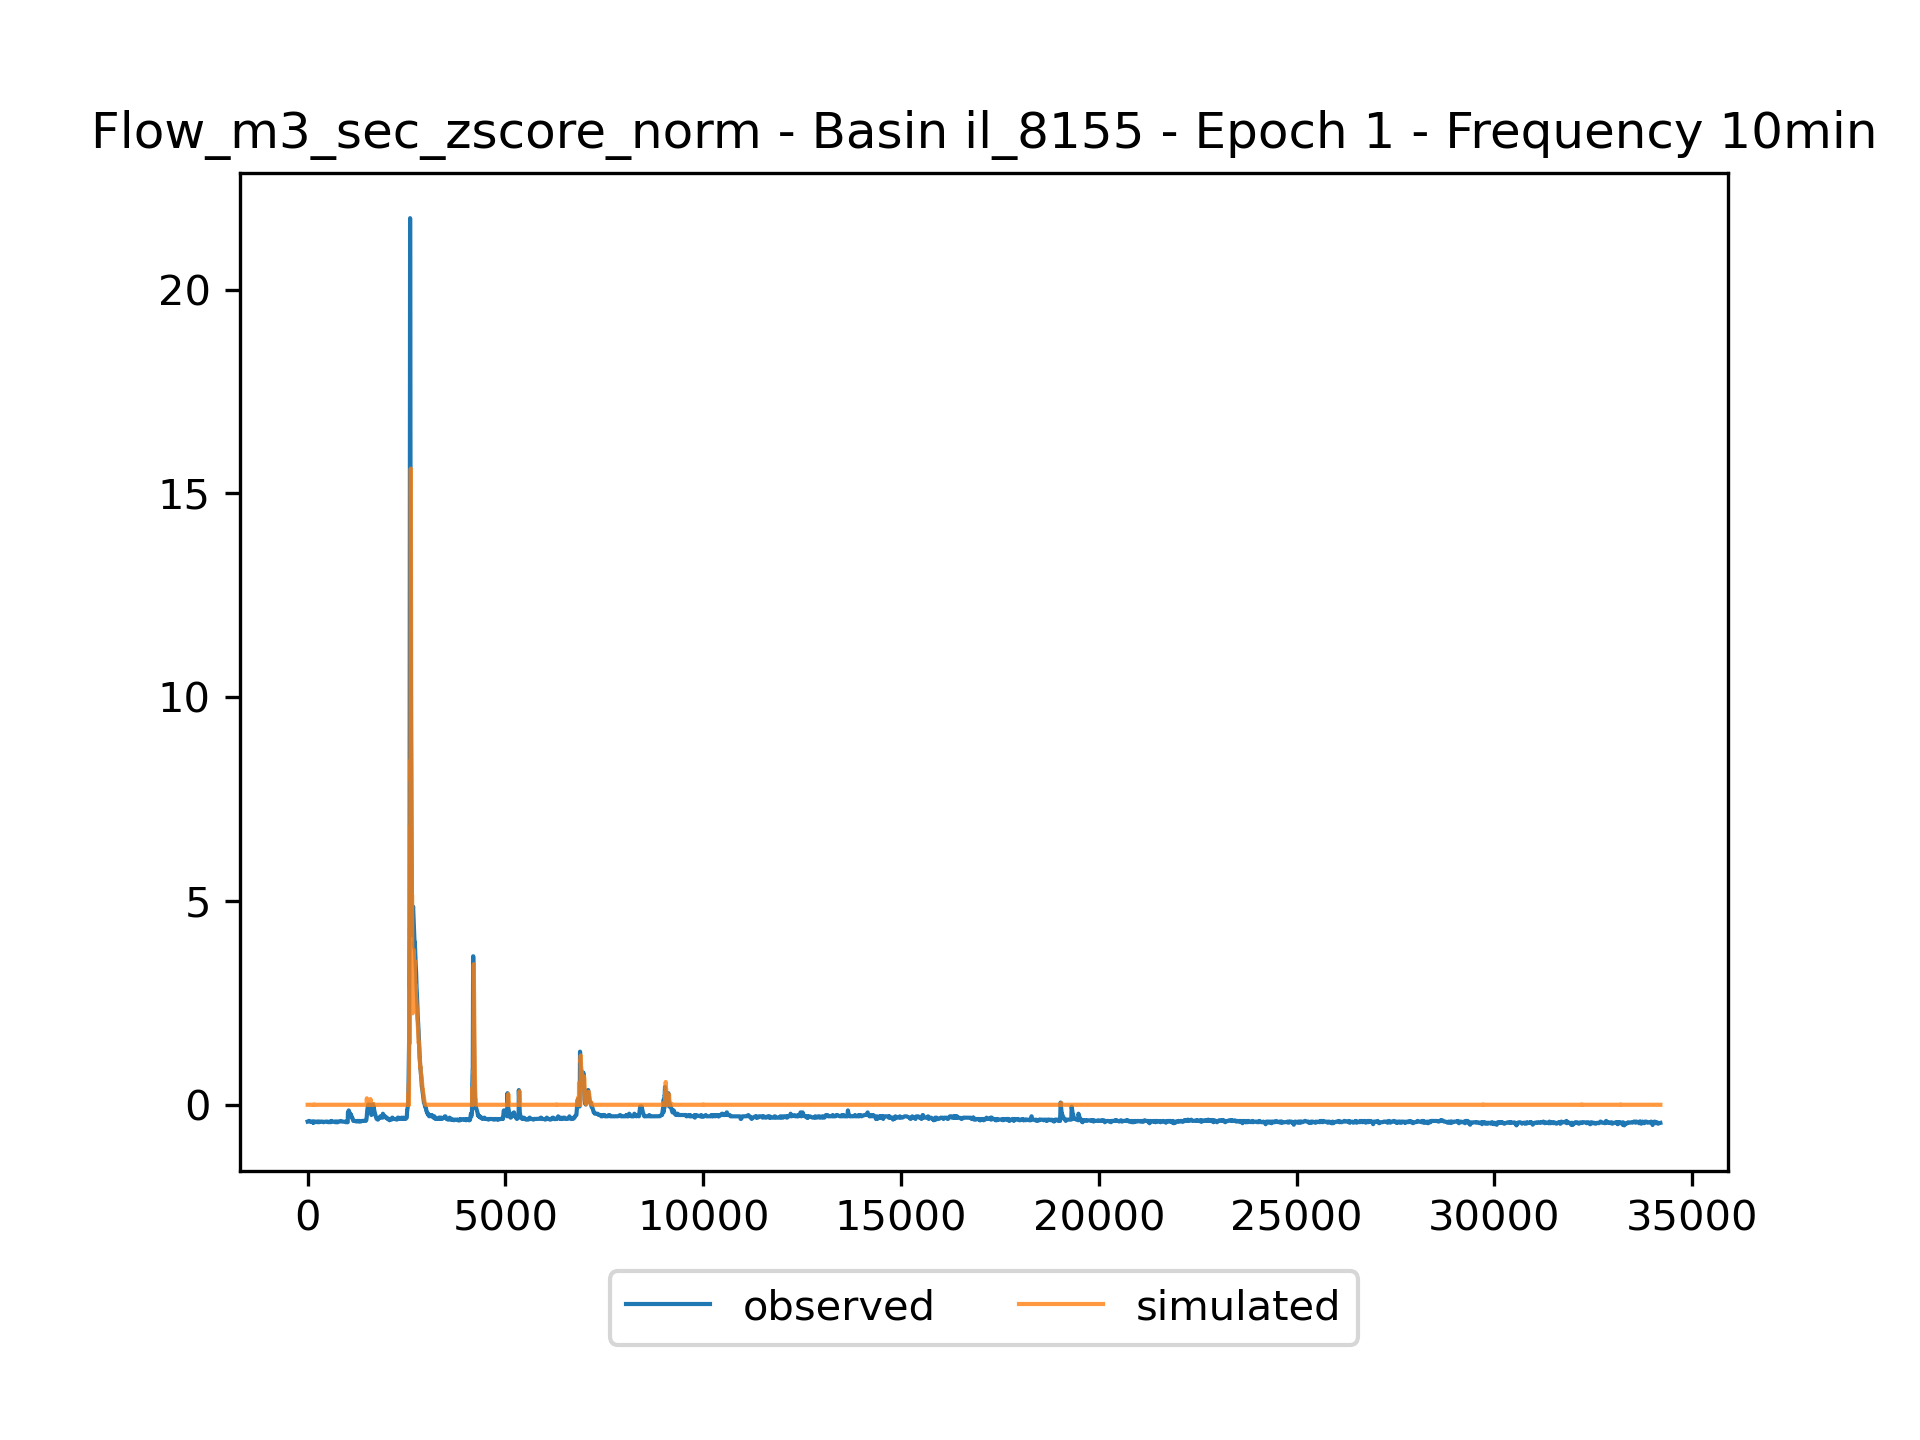 Flow_m3_sec_zscore_norm - Basin il_8155 - Epoch 1 - Frequency 10min
20
15
10
5
0
0 5000 10000 15000 20000 25000 30000 35000
observed simulated